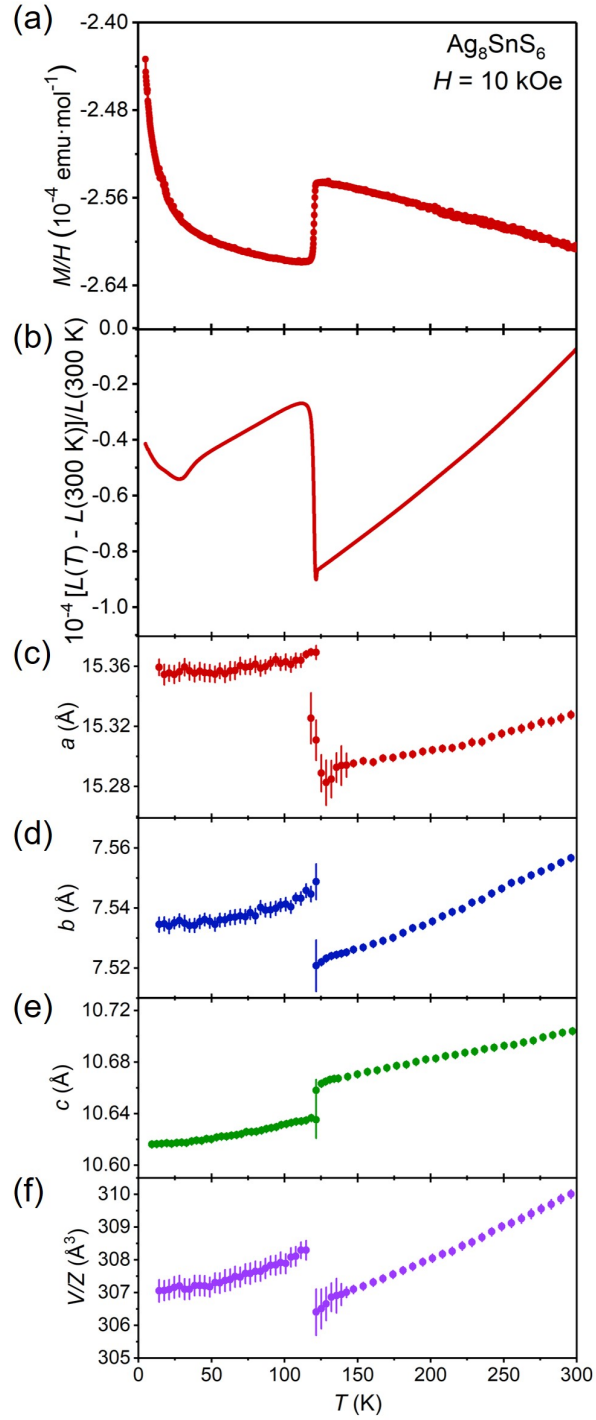 (a)
Ag₈SnS₆
H = 10 kOe
-2.40
-2.48
-2.56
-2.64
M/H (10⁻⁴ emu·mol⁻¹)
(b)
0.0
-0.2
-0.4
-0.6
-0.8
-1.0
10⁻⁴ [L(T) - L(300 K)]/L(300 K)
(c)
15.36
15.32
15.28
a (Å)
(d)
7.56
7.54
7.52
b (Å)
(e)
10.72
10.68
10.64
10.60
c (Å)
(f)
310
309
308
307
306
305
V/Z (Å³)
0 50 100 150 200 250 300
T (K)